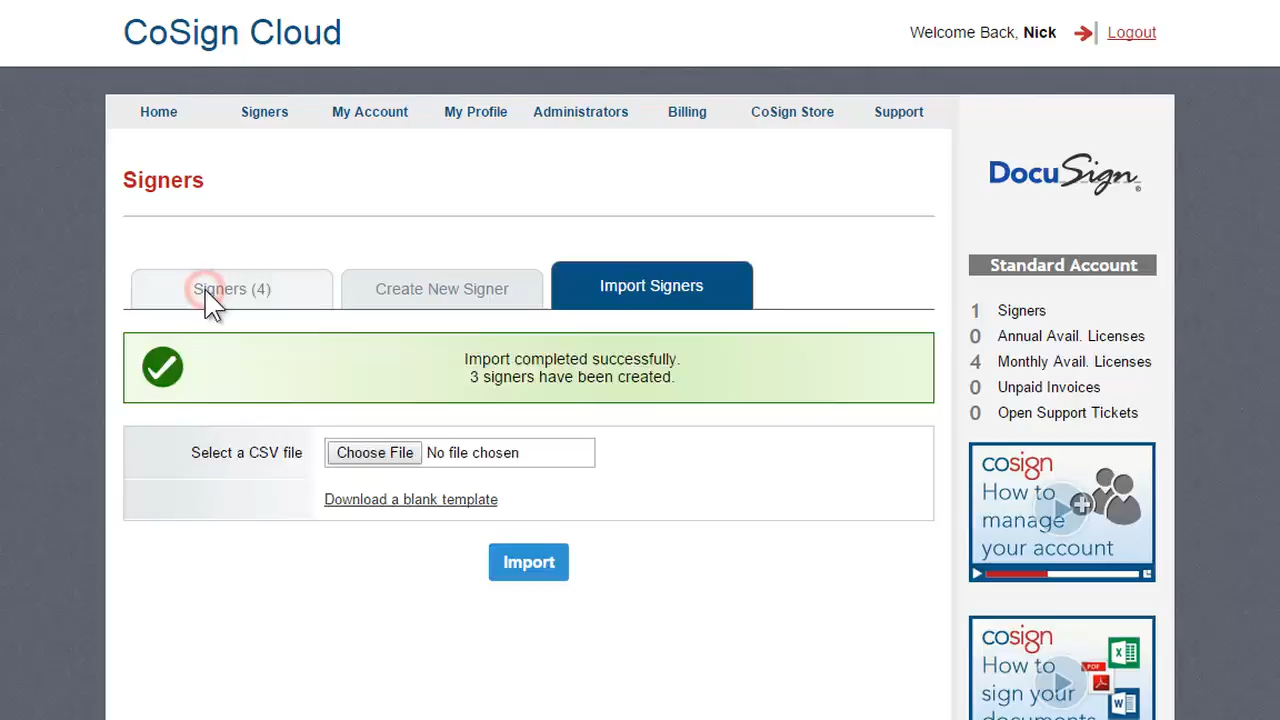 CoSign Cloud
Welcome Back, Nick
Logout
Home
Signers
My Account
My Profile
Administrators
Billing
CoSign Store
Support
Signers
Signers (4)
Create New Signer
Import Signers
Import completed successfully.
3 signers have been created.
Select a CSV file
Choose File No file chosen
Download a blank template
Import
DocuSign®
Standard Account
1 Signers
0 Annual Avail. Licenses
4 Monthly Avail. Licenses
0 Unpaid Invoices
0 Open Support Tickets
cosign
How to
manage
your account
cosign
How to
sign your
documents
PDF